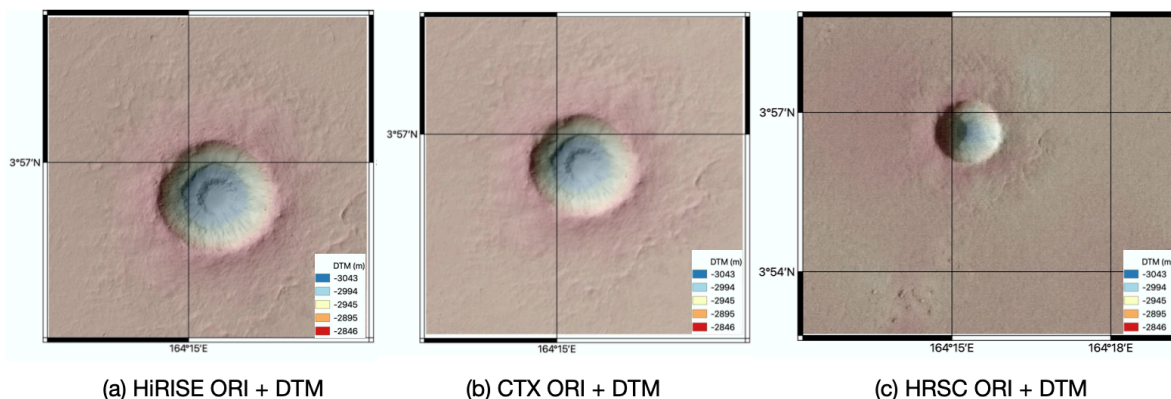 3°57'N
DTM (m)
-3043
-2994
-2945
-2895
-2846
164°15'E
(a) HiRISE ORI + DTM
3°57'N
DTM (m)
-3043
-2994
-2945
-2895
-2846
164°15'E
(b) CTX ORI + DTM
3°57'N
3°54'N
DTM (m)
-3043
-2994
-2945
-2895
-2846
164°15'E 164°18'E
(c) HRSC ORI + DTM